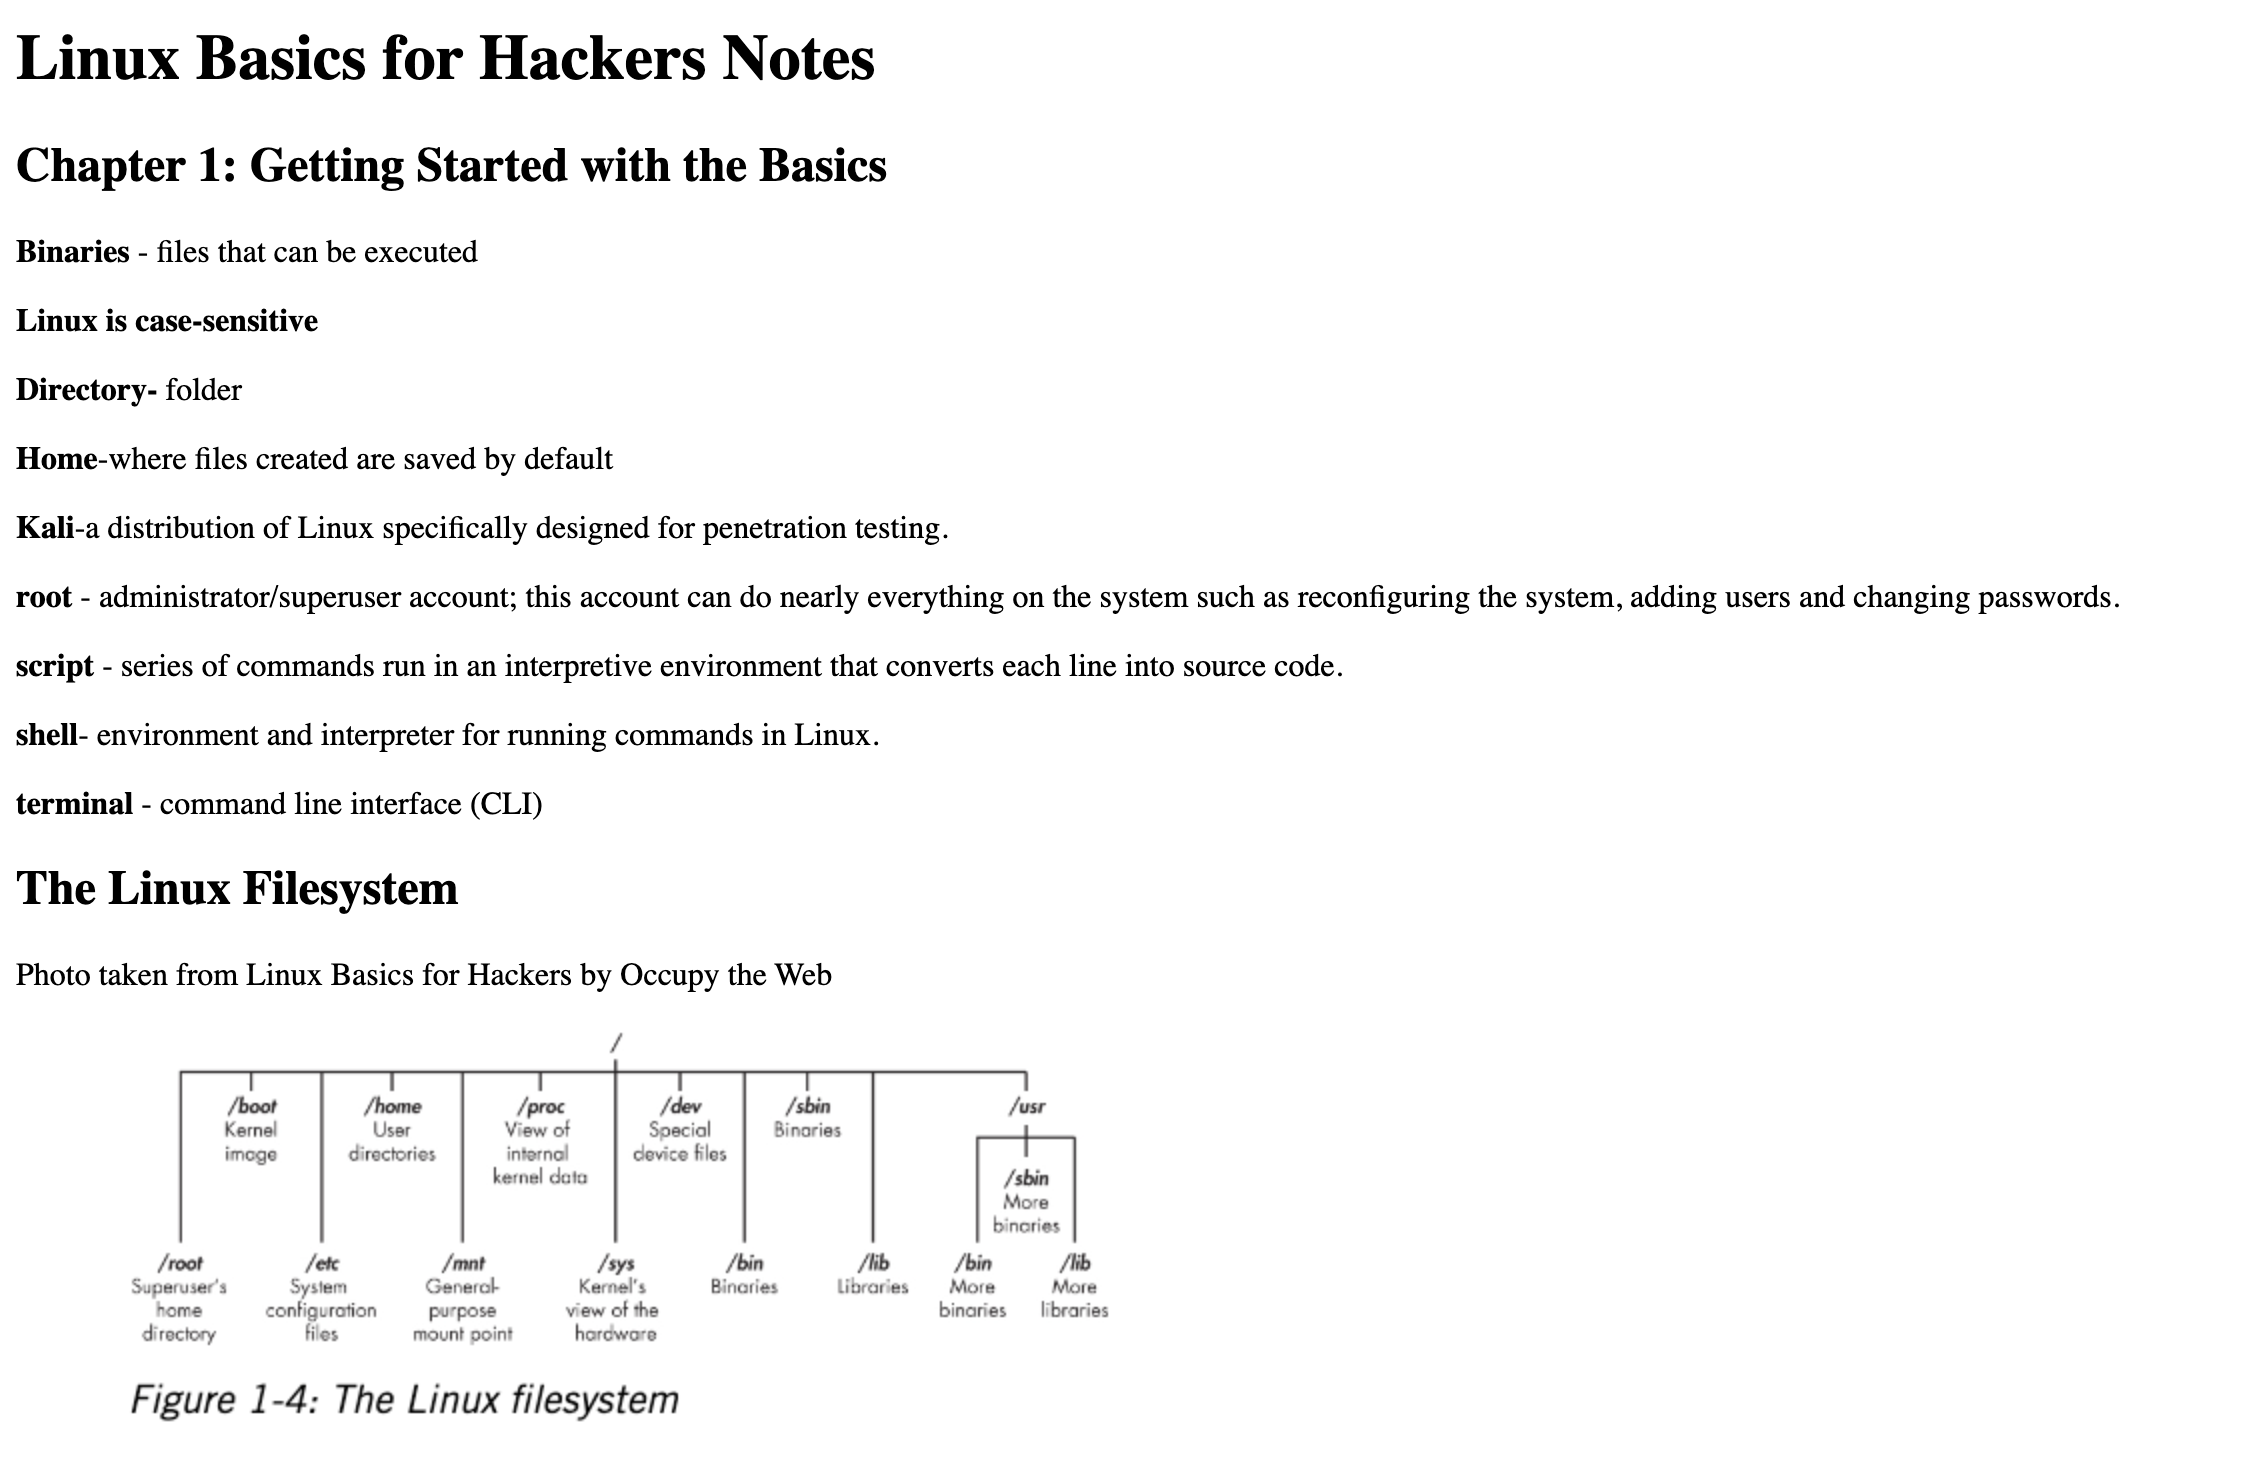 Linux Basics for Hackers Notes
Chapter 1: Getting Started with the Basics
Binaries - files that can be executed
Linux is case-sensitive
Directory- folder
Home-where files created are saved by default
Kali-a distribution of Linux specifically designed for penetration testing.
root - administrator/superuser account; this account can do nearly everything on the system such as reconfiguring the system, adding users and changing passwords.
script - series of commands run in an interpretive environment that converts each line into source code.
shell- environment and interpreter for running commands in Linux.
terminal - command line interface (CLI)
The Linux Filesystem
Photo taken from Linux Basics for Hackers by Occupy the Web
/
/boot
Kernel
image
/home
User
directories
/proc
View of
internal
kernel data
/dev
Special
device files
/sbin
Binaries
/usr
/sbin
More
binaries
/root
Superuser's
home
directory
/etc
System
configuration
files
/mnt
General-
purpose
mount point
/sys
Kernel's
view of the
hardware
/bin
Binaries
/lib
Libraries
/bin
More
binaries
/lib
More
libraries
Figure 1-4: The Linux filesystem